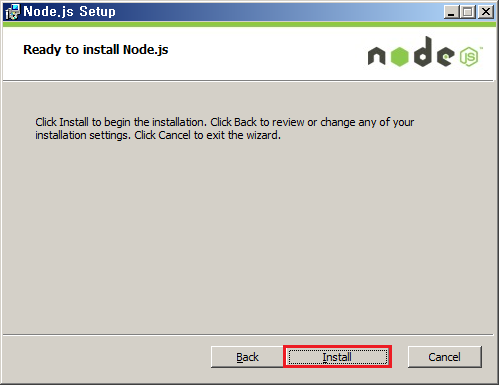 Node.js Setup
Ready to install Node.js
node
JS
Click Install to begin the installation. Click Back to review or change any of your
installation settings. Click Cancel to exit the wizard.
Back
Install
Cancel